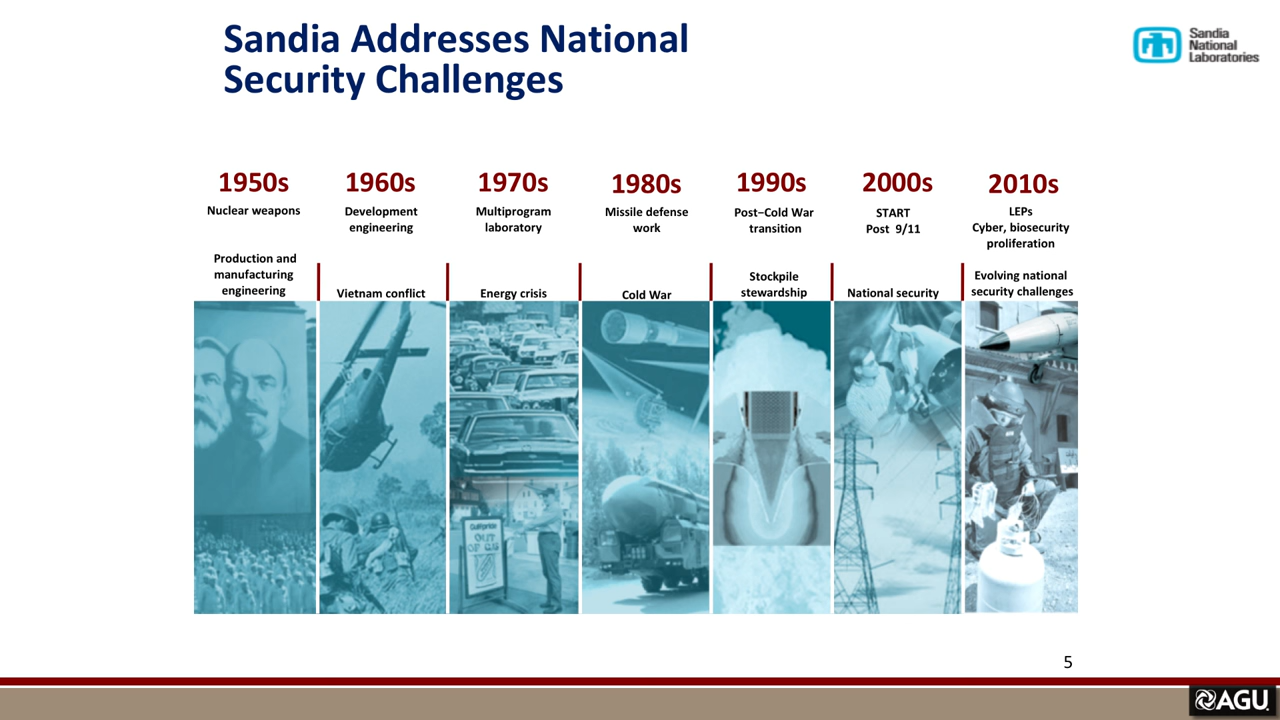 Sandia Addresses National
Security Challenges
Sandia
National
Laboratories
1950s
Nuclear weapons
Production and
manufacturing
engineering
1960s
Development
engineering
Vietnam conflict
1970s
Multiprogram
laboratory
Energy crisis
1980s
Missile defense
work
Cold War
1990s
Post–Cold War
transition
Stockpile
stewardship
2000s
START
Post 9/11
National security
2010s
LEPs
Cyber, biosecurity
proliferation
Evolving national
security challenges
Gulfpride
OUT
OF GAS
5
AGU